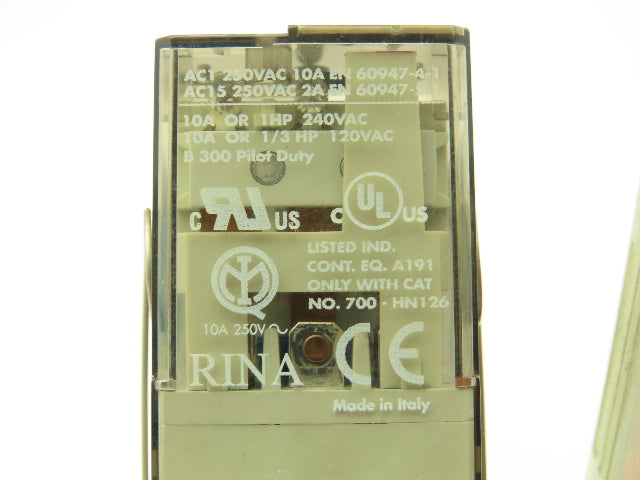 AC1 250VAC 10A EN 60947-4-1
AC15 250VAC 2A EN 60947-5
10A OR 1HP 240VAC
10A OR 1/3 HP 120VAC
B 300 Pilot Duty
C RU US C UL US
LISTED IND.
CONT. EQ. A191
ONLY WITH CAT
NO. 700 - HN126
10A 250V~
RINA CE
Made in Italy